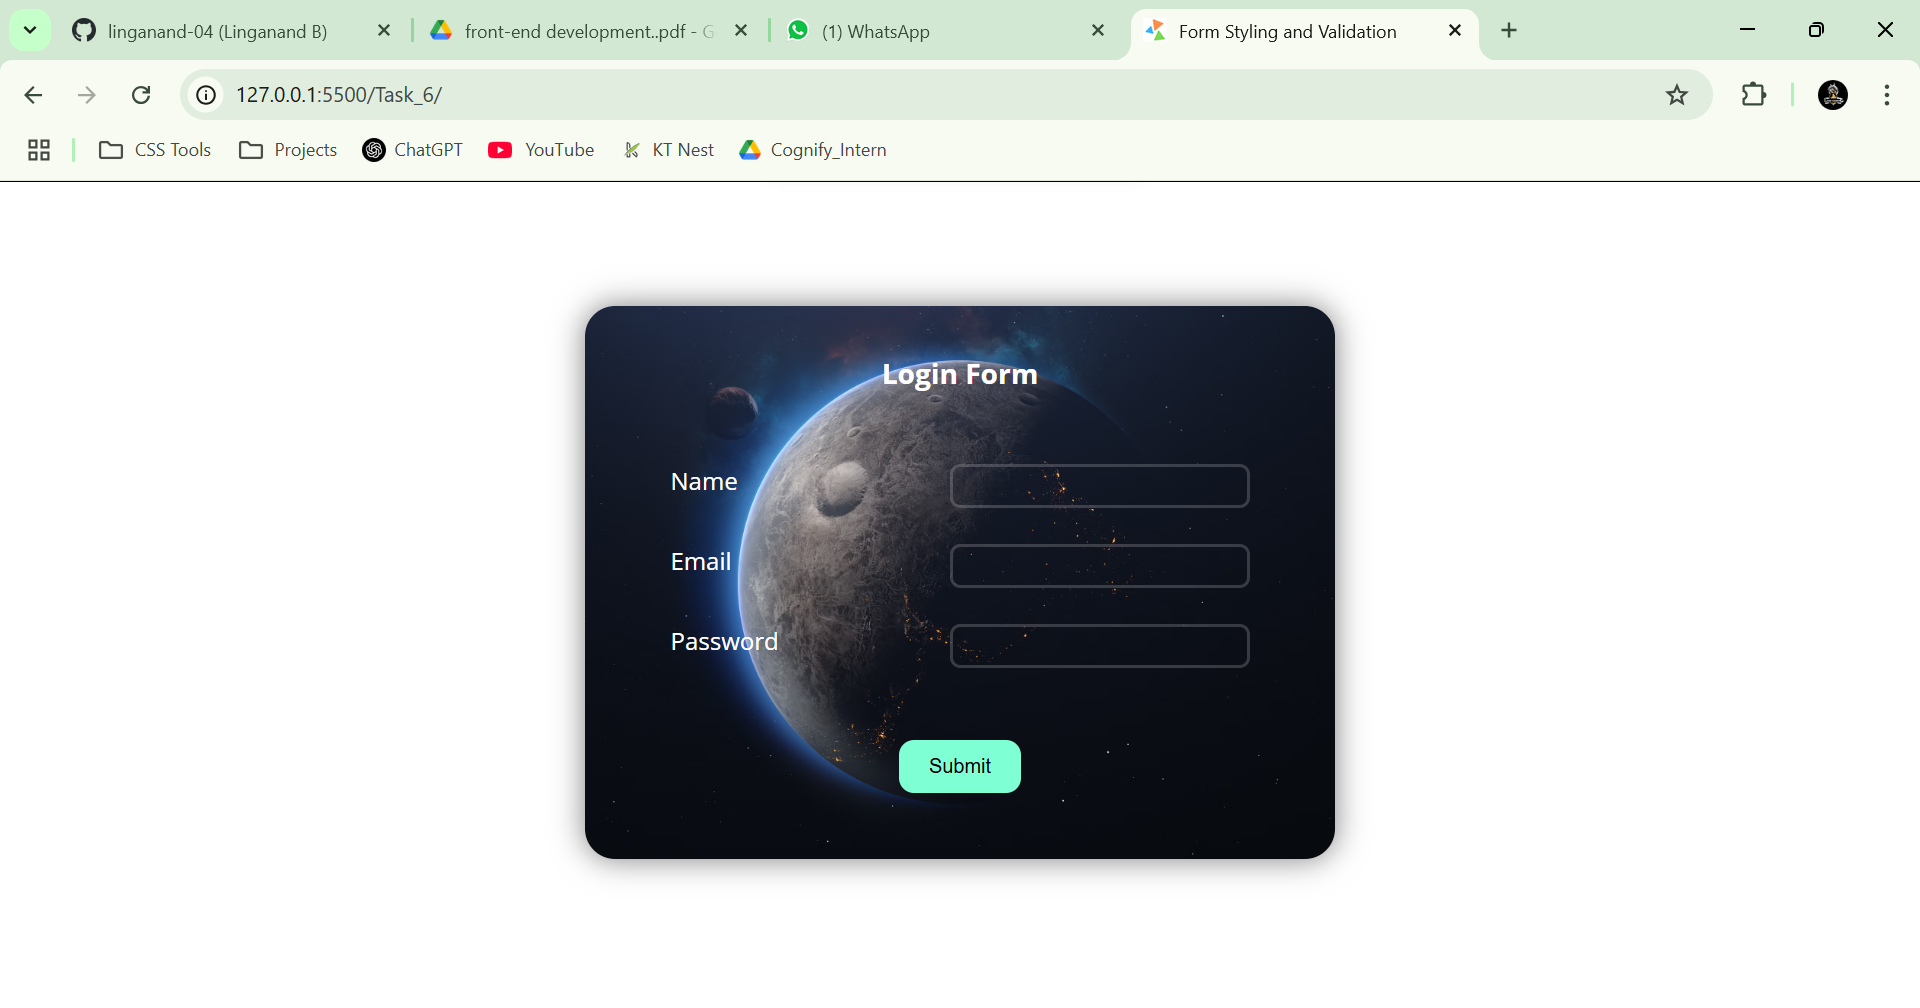 linganand-04 (Linganand B)
front-end development..pdf - G
(1) WhatsApp
Form Styling and Validation
127.0.0.1:5500/Task_6/
CSS Tools
Projects
ChatGPT
YouTube
KT Nest
Cognify_Intern
Login Form
Name
Email
Password
Submit